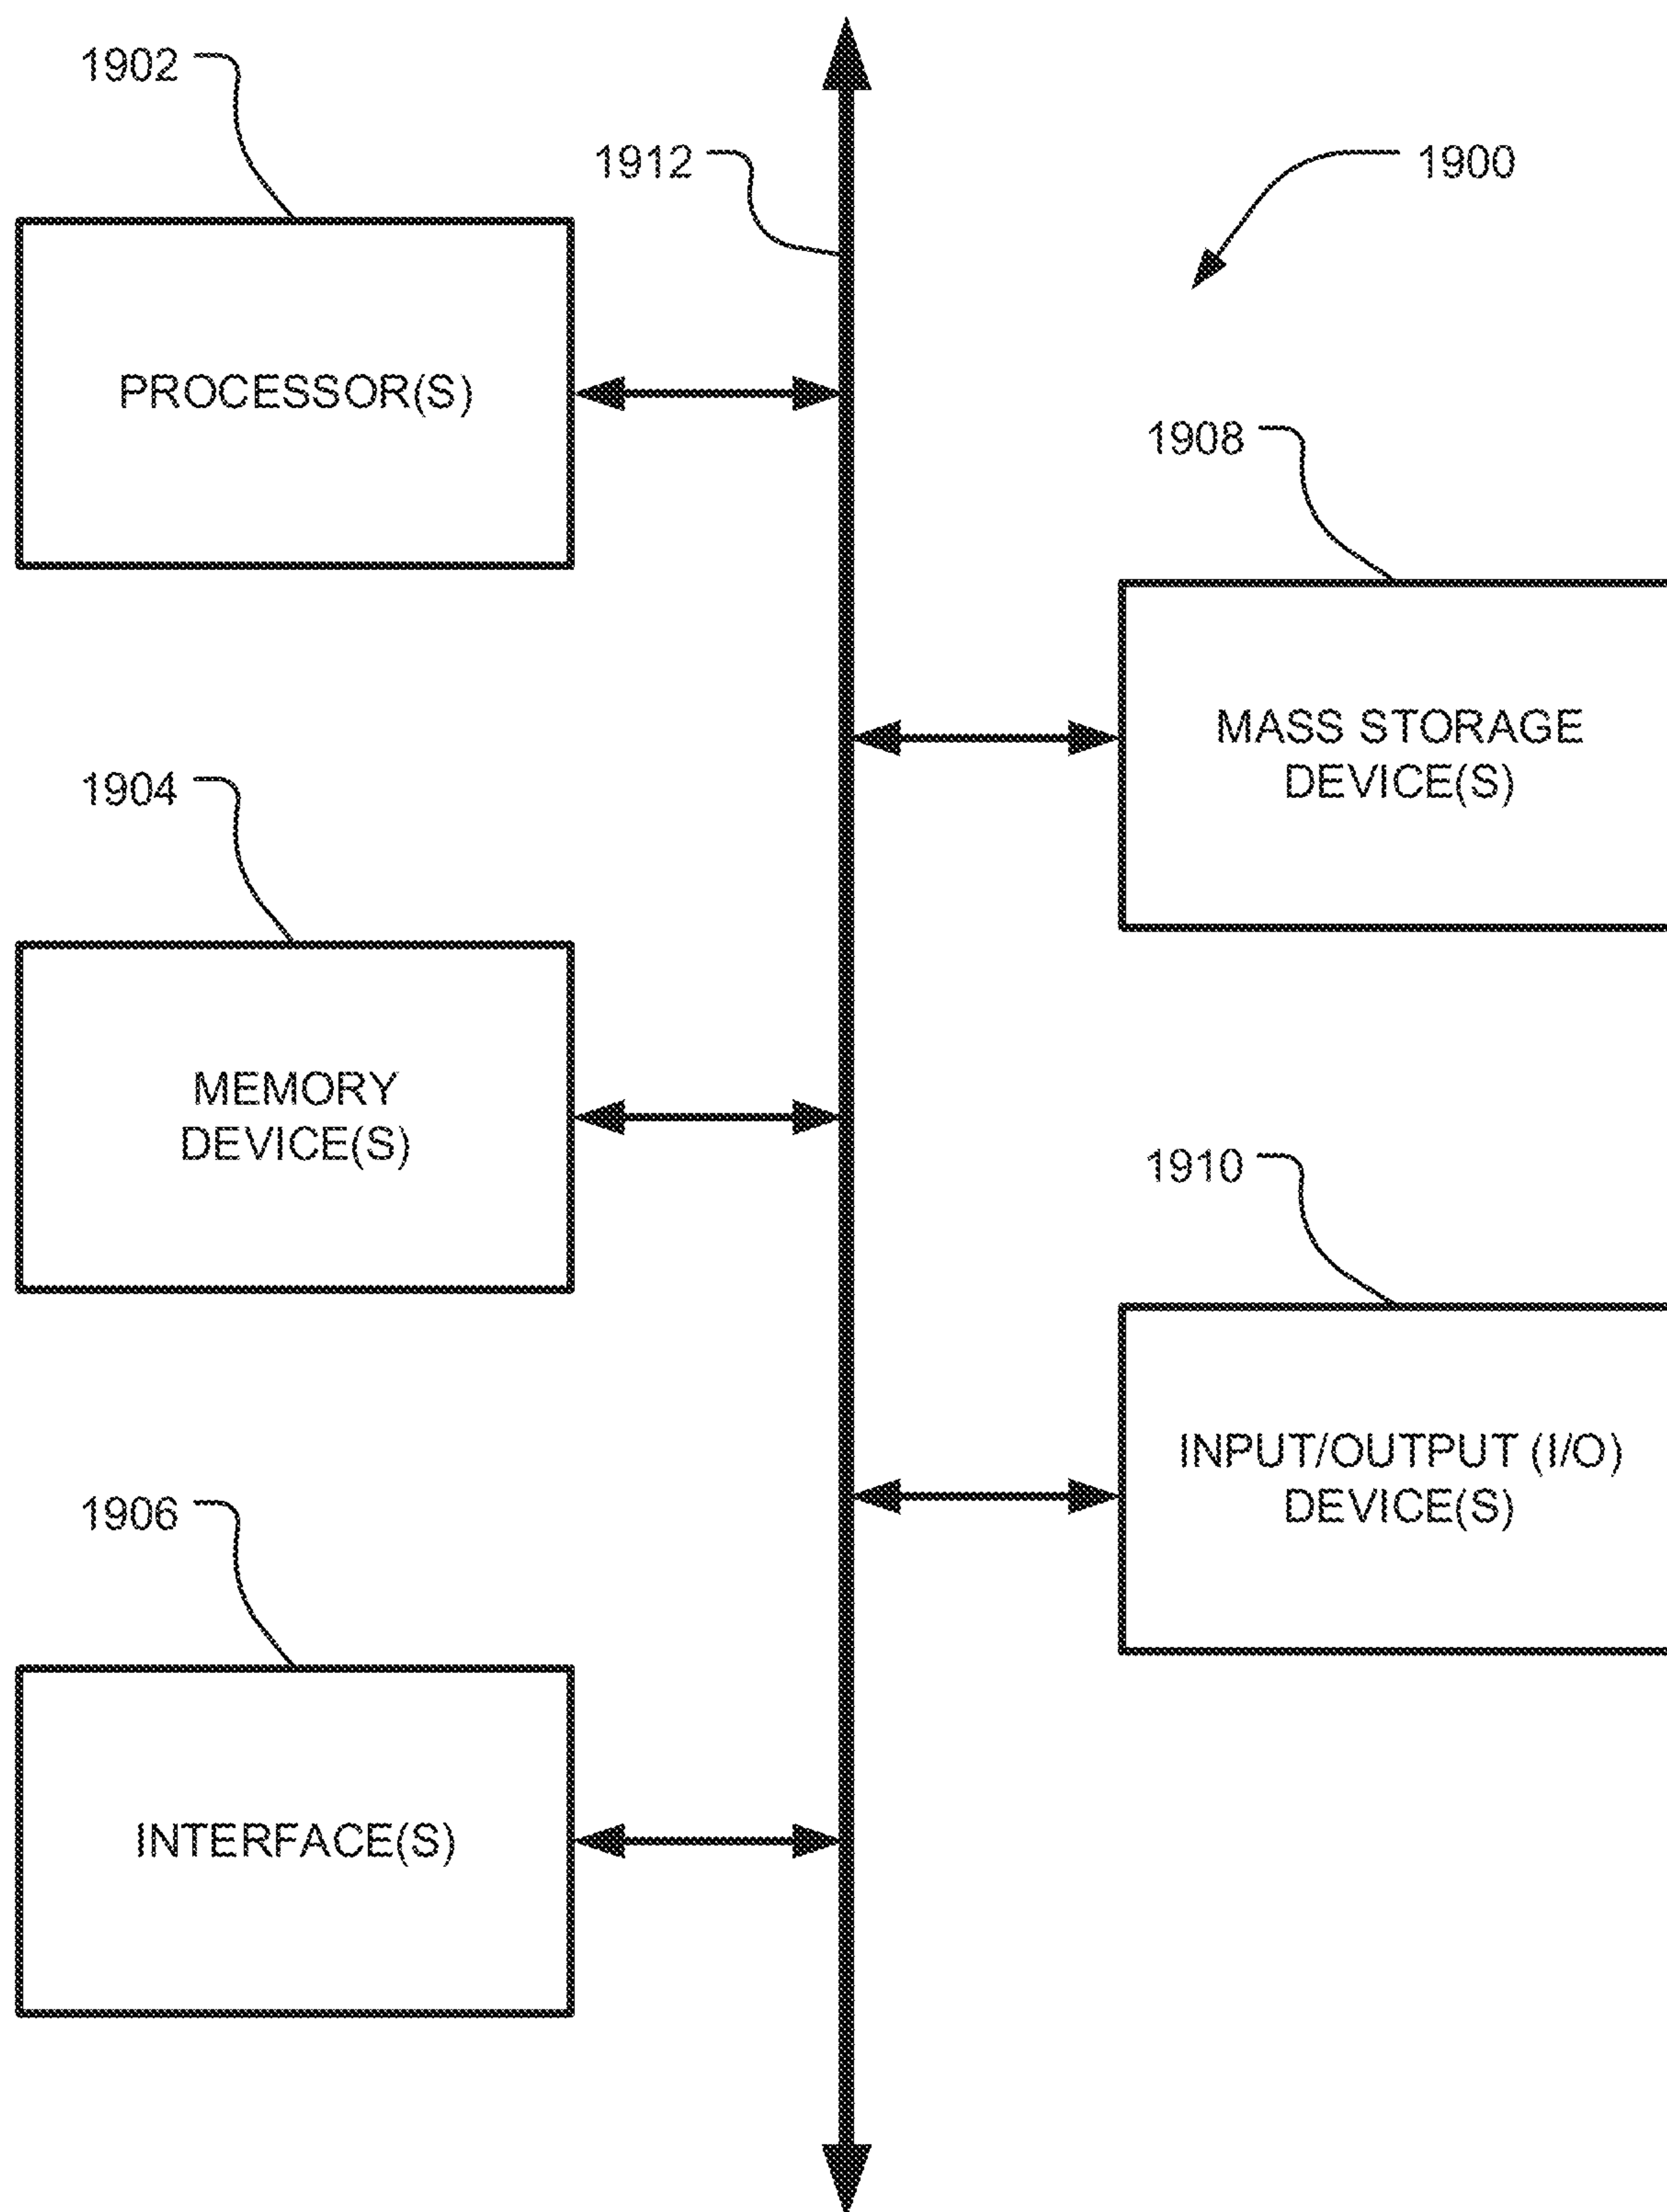 1902
1912
1900
PROCESSOR(S)
1908
MASS STORAGE
DEVICE(S)
1904
MEMORY
DEVICE(S)
1910
INPUT/OUTPUT (I/O)
DEVICE(S)
1906
INTERFACE(S)